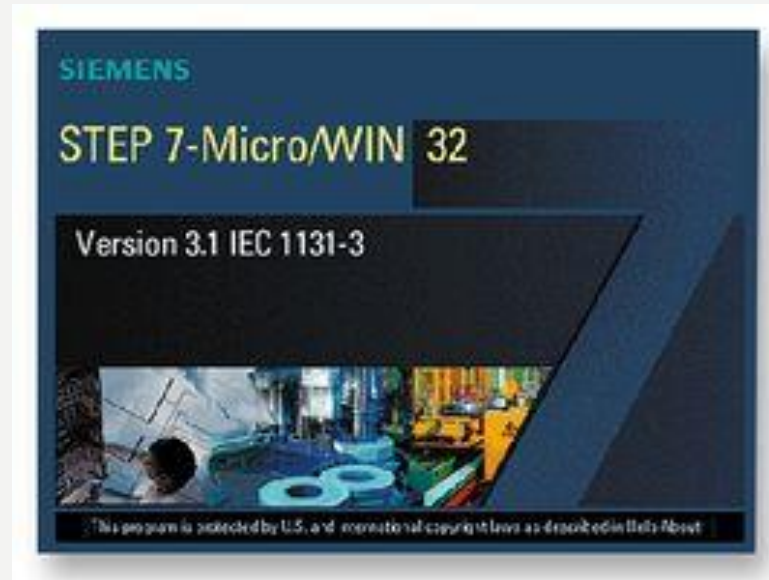 SIEMENS
STEP 7-Micro/WIN 32
Version 3.1 IEC 1131-3
This program is protected by U.S. and international copyright laws as described in Help About